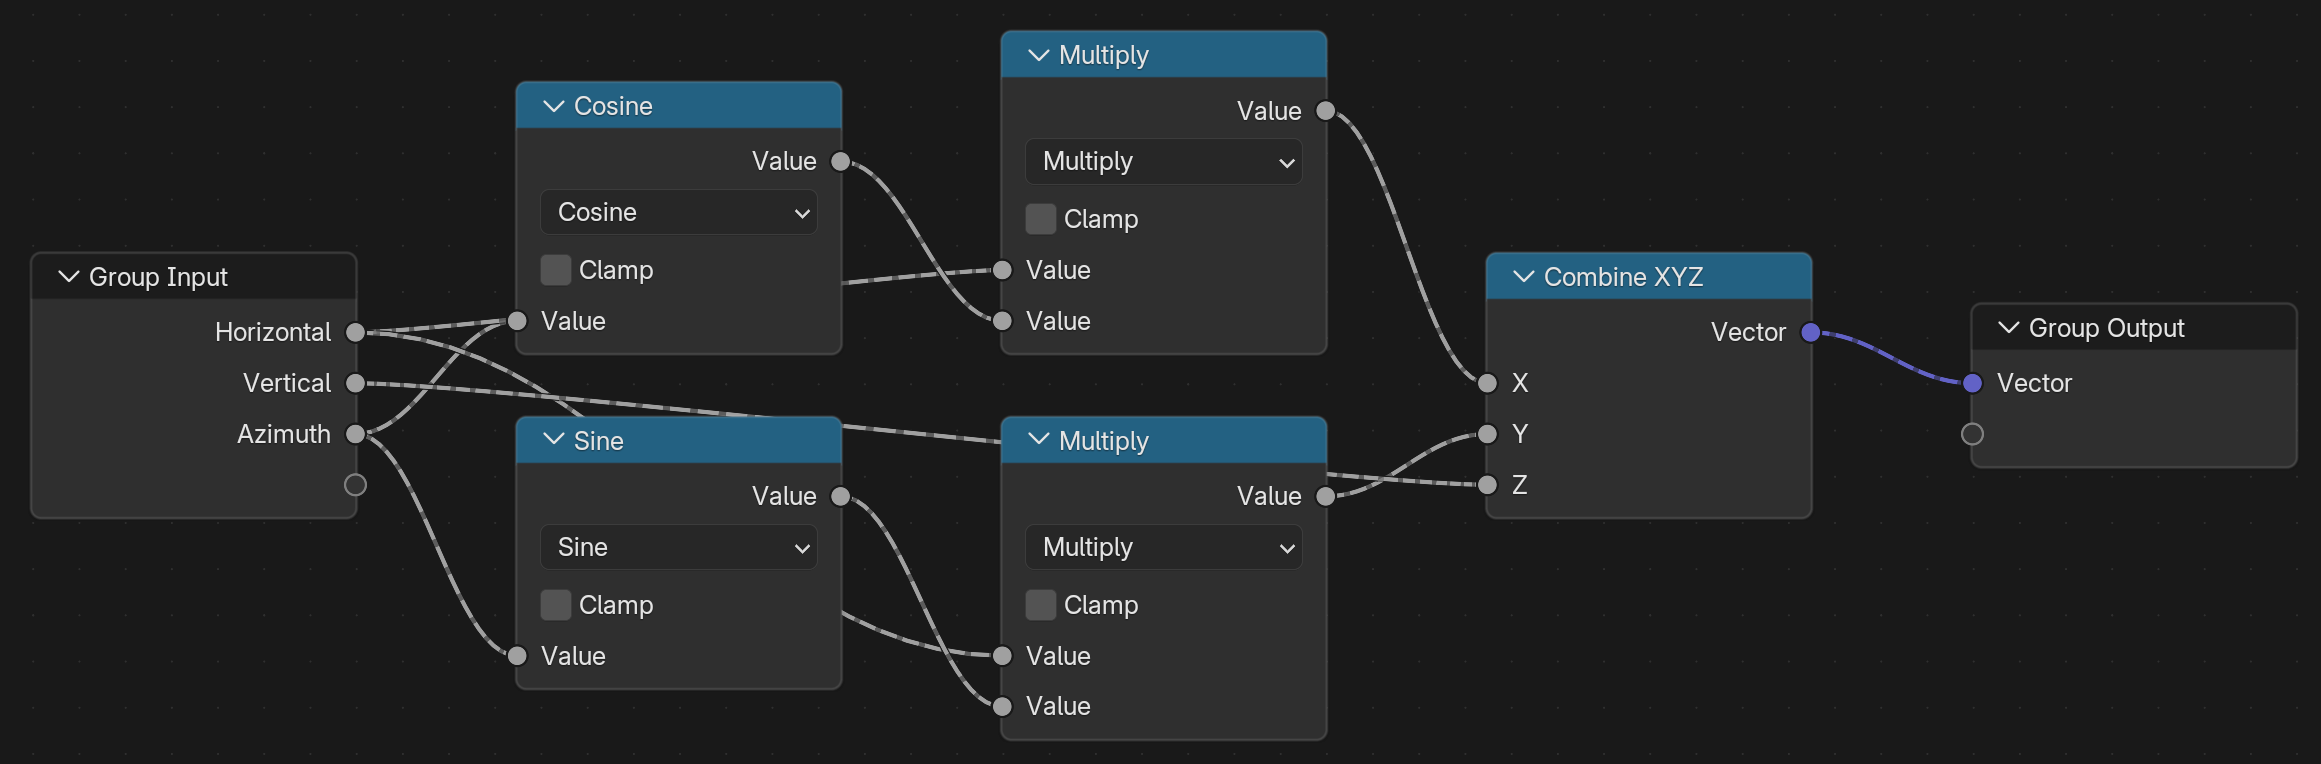 Group Input
Horizontal
Vertical
Azimuth
Cosine
Value
Cosine
Clamp
Value
Sine
Value
Sine
Clamp
Value
Multiply
Value
Multiply
Clamp
Value
Value
Multiply
Value
Multiply
Clamp
Value
Value
Combine XYZ
Vector
X
Y
Z
Group Output
Vector